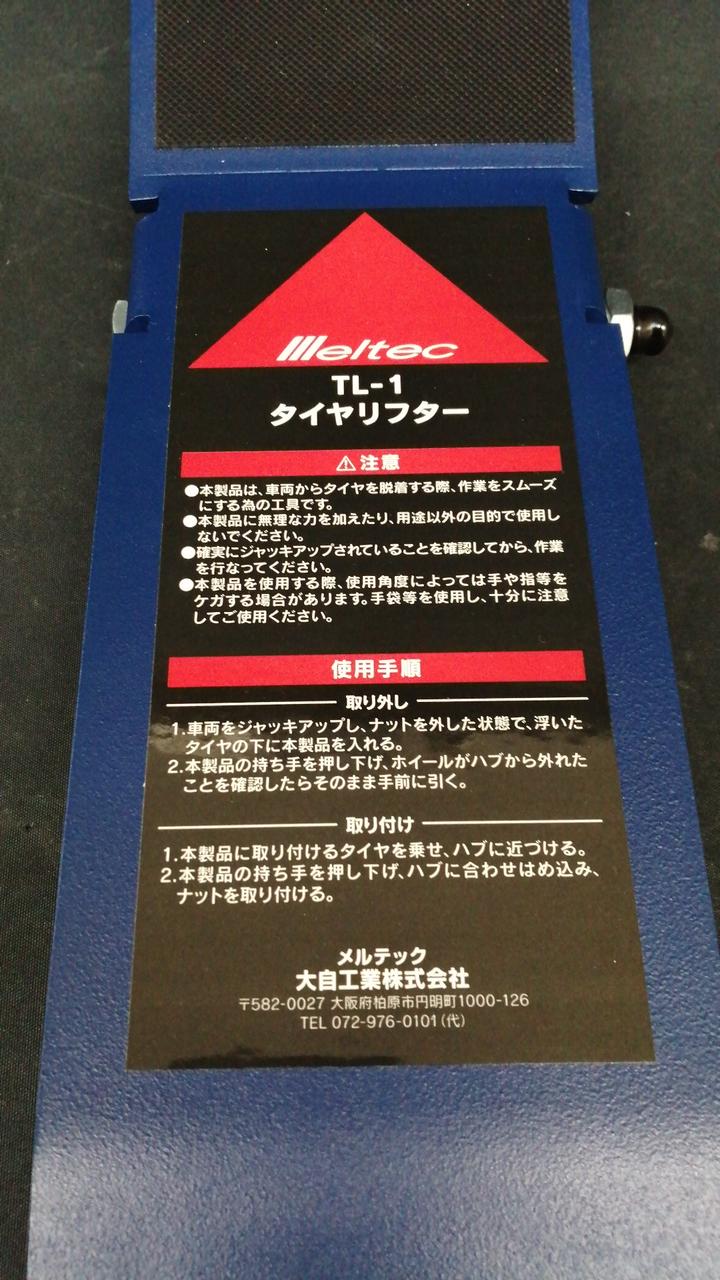 Meltec
TL-1
タイヤリフター
⚠注意
●本製品は、車両からタイヤを脱着する際、作業をスムーズ
にする為の工具です。
●本製品に無理な力を加えたり、用途以外の目的で使用し
ないでください。
●確実にジャッキアップされていることを確認してから、作業
を行なってください。
●本製品を使用する際、使用角度によっては手や指等を
ケガする場合があります。手袋等を使用し、十分に注意
してご使用ください。
使用手順
取り外し
1.車両をジャッキアップし、ナットを外した状態で、浮いた
タイヤの下に本製品を入れる。
2.本製品の持ち手を押し下げ、ホイールがハブから外れた
ことを確認したらそのまま手前に引く。
取り付け
1.本製品に取り付けるタイヤを乗せ、ハブに近づける。
2.本製品の持ち手を押し下げ、ハブに合わせはめ込み、
ナットを取り付ける。
メルテック
大自工業株式会社
〒582-0027 大阪府柏原市円明町1000-126
TEL 072-976-0101(代)